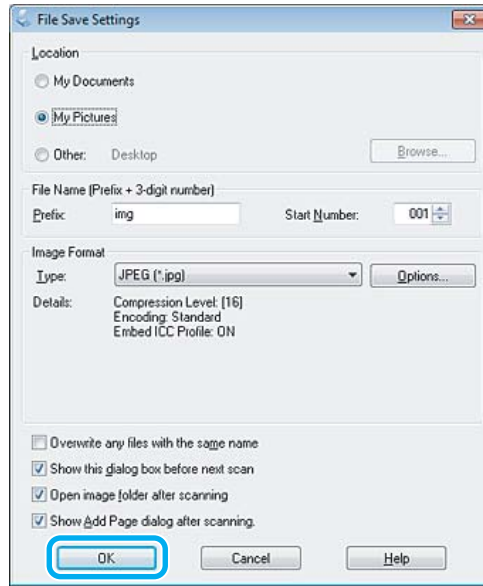 File Save Settings
Location
My Documents
My Pictures
Other: Desktop Browse...
File Name (Prefix + 3-digit number)
Prefix: img Start Number: 001
Image Format
Type: JPEG (*.jpg) Options...
Details: Compression Level: [16]
Encoding: Standard
Embed ICC Profile: ON
Overwrite any files with the same name
Show this dialog box before next scan
Open image folder after scanning
Show Add Page dialog after scanning.
OK Cancel Help